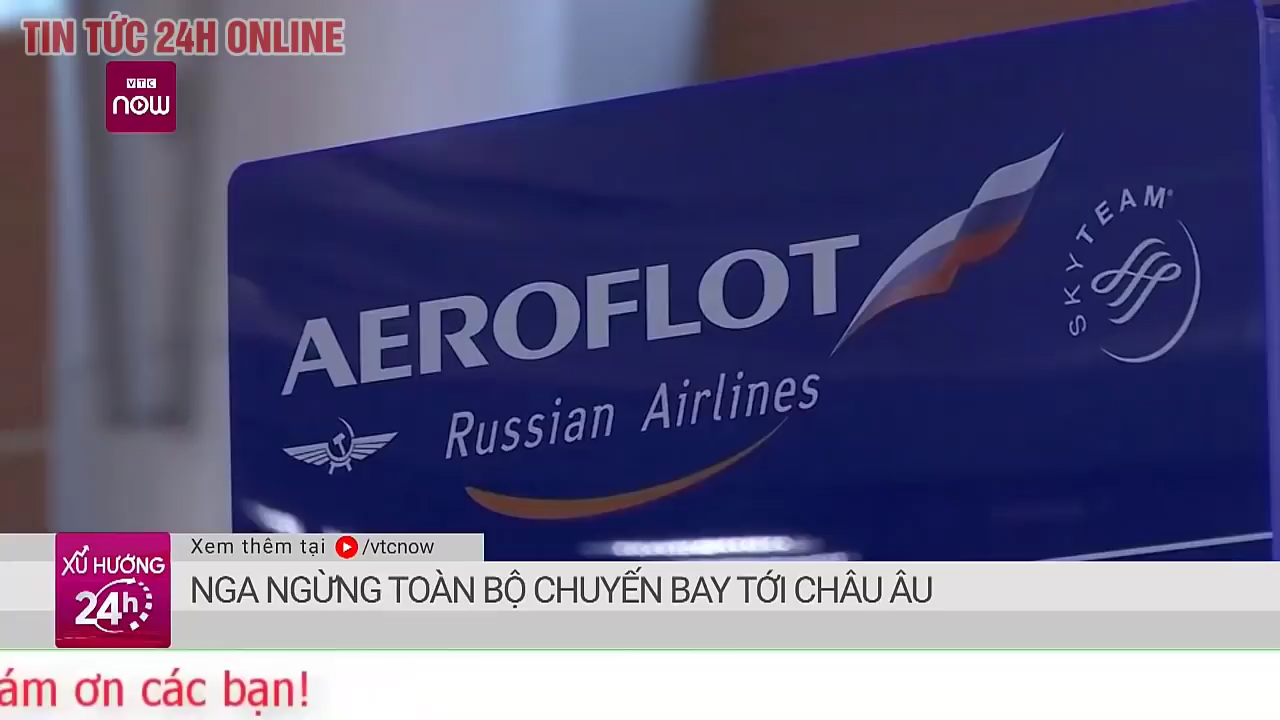 TIN TỨC 24H ONLINE
VTC
now
AEROFLOT
Russian Airlines
SKYTEAM
Xem thêm tại /vtcnow
XU HƯỚNG
24h
NGA NGỪNG TOÀN BỘ CHUYẾN BAY TỚI CHÂU ÂU
ám ơn các bạn!